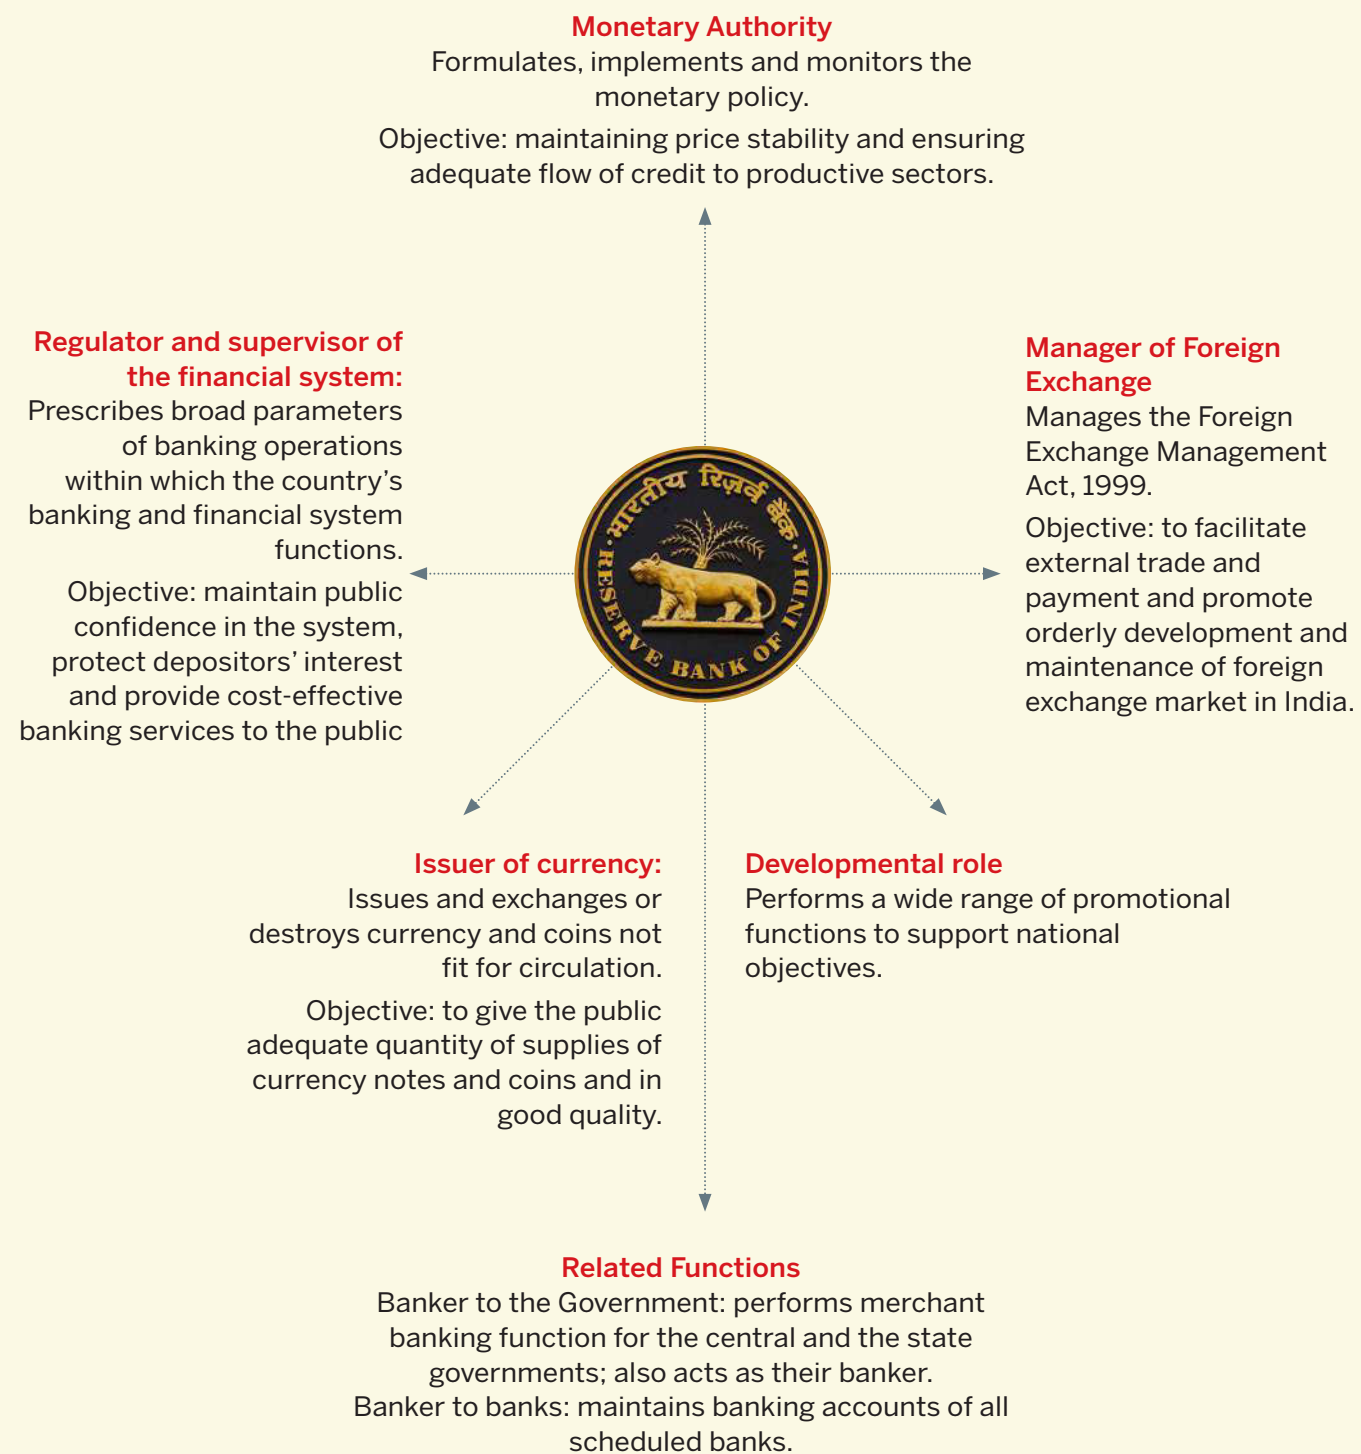 Monetary Authority
Formulates, implements and monitors the
monetary policy.
Objective: maintaining price stability and ensuring
adequate flow of credit to productive sectors.
Regulator and supervisor of
the financial system:
Prescribes broad parameters
of banking operations
within which the country’s
banking and financial system
functions.
Objective: maintain public
confidence in the system,
protect depositors’ interest
and provide cost-effective
banking services to the public
भारतीय रिज़र्व बैंक
RESERVE BANK OF INDIA
Manager of Foreign
Exchange
Manages the Foreign
Exchange Management
Act, 1999.
Objective: to facilitate
external trade and
payment and promote
orderly development and
maintenance of foreign
exchange market in India.
Issuer of currency:
Issues and exchanges or
destroys currency and coins not
fit for circulation.
Objective: to give the public
adequate quantity of supplies of
currency notes and coins and in
good quality.
Developmental role
Performs a wide range of promotional
functions to support national
objectives.
Related Functions
Banker to the Government: performs merchant
banking function for the central and the state
governments; also acts as their banker.
Banker to banks: maintains banking accounts of all
scheduled banks.